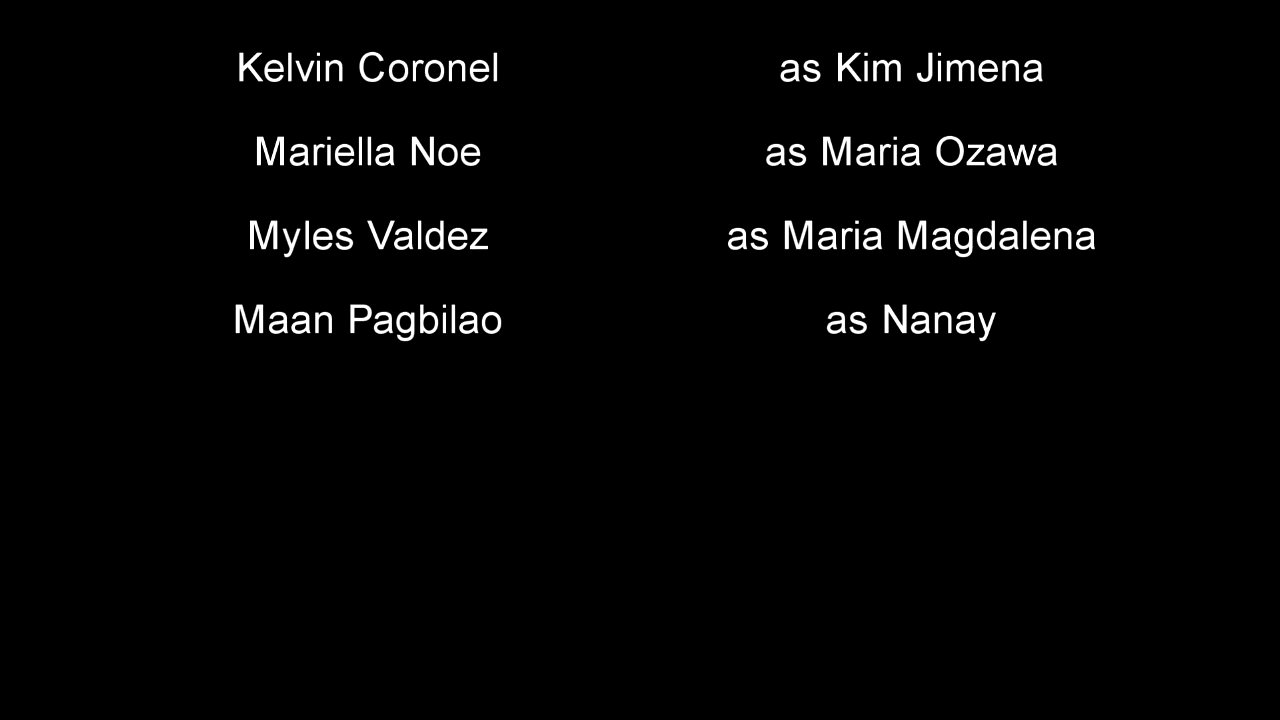 Kelvin Coronel as Kim Jimena
Mariella Noe as Maria Ozawa
Myles Valdez as Maria Magdalena
Maan Pagbilao as Nanay